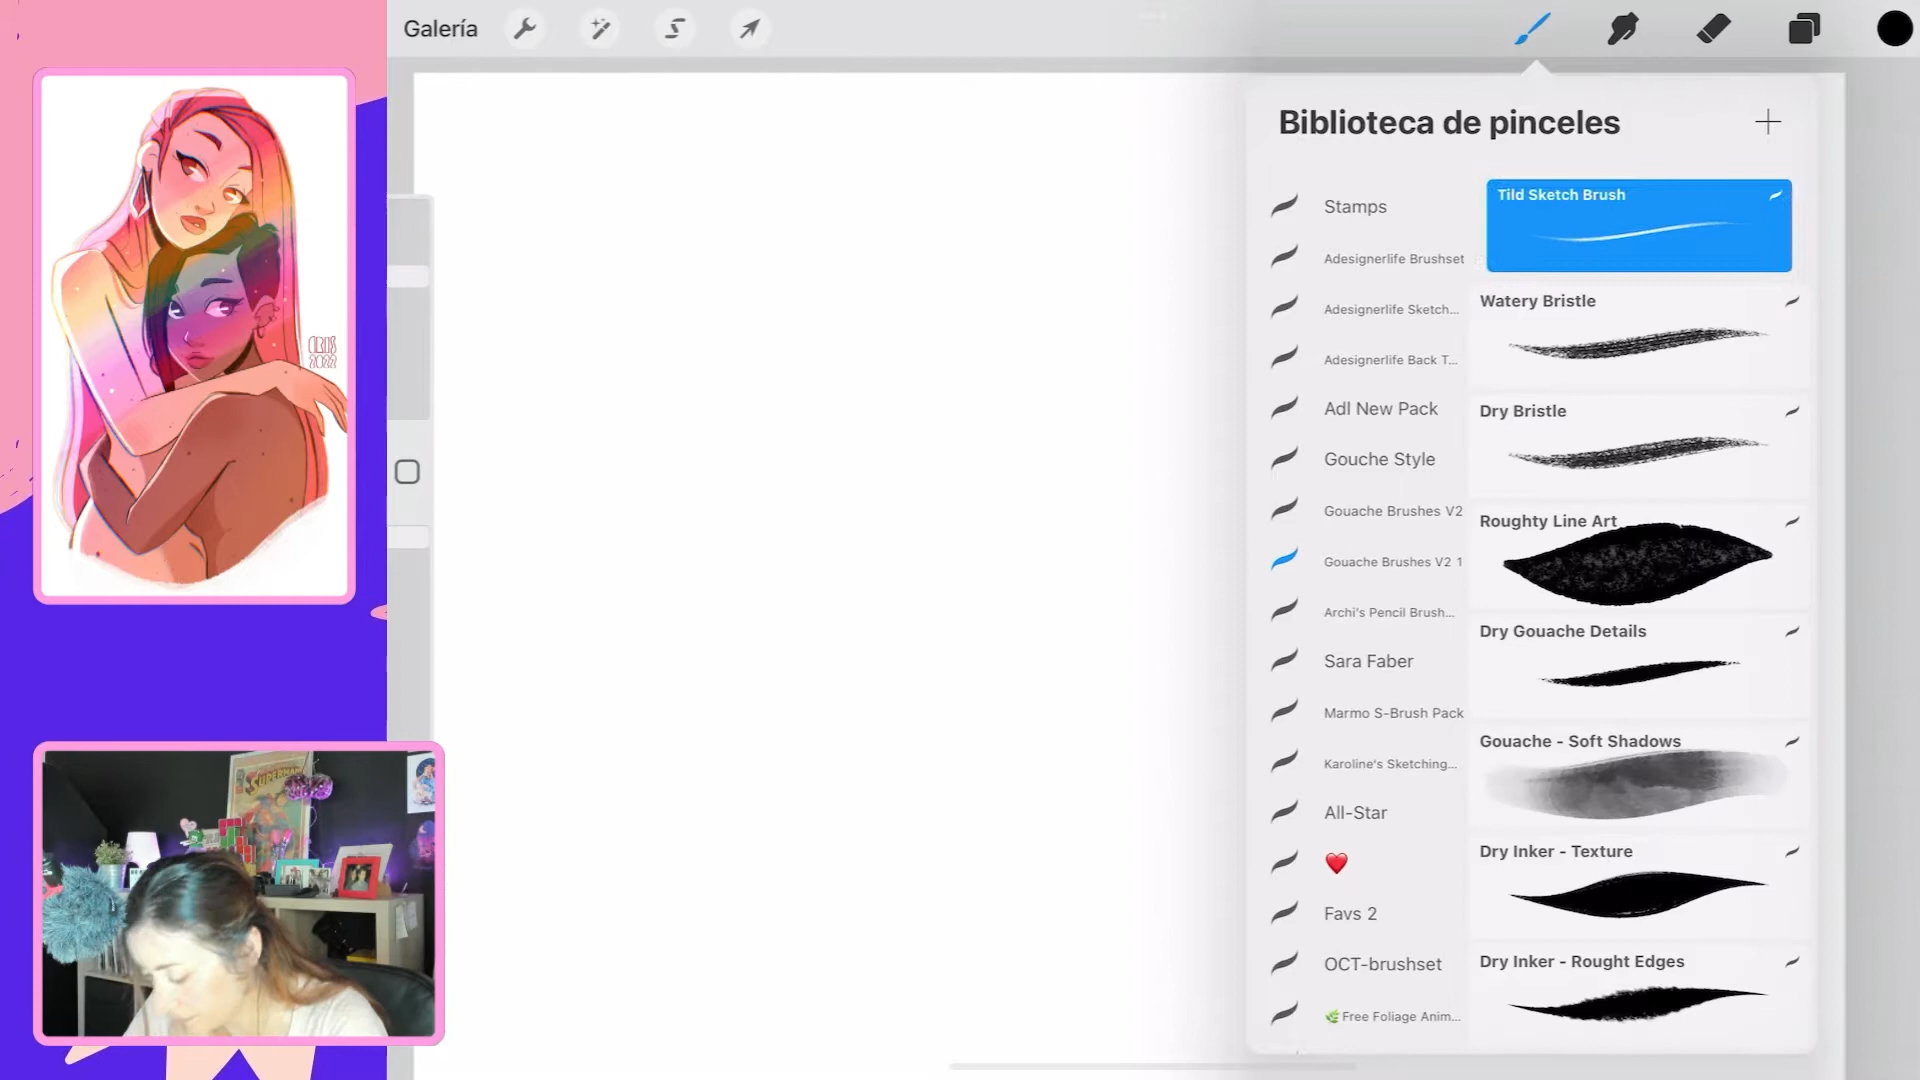 Galería
Biblioteca de pinceles
Stamps
Adesignerlife Brushset
Adesignerlife Sketch...
Adesignerlife Back T...
Adl New Pack
Gouche Style
Gouache Brushes V2
Gouache Brushes V2 1
Archi's Pencil Brush...
Sara Faber
Marmo S-Brush Pack
Karoline's Sketching...
All-Star
Favs 2
OCT-brushset
Free Foliage Anim...
Tild Sketch Brush
Watery Bristle
Dry Bristle
Roughty Line Art
Dry Gouache Details
Gouache - Soft Shadows
Dry Inker - Texture
Dry Inker - Rought Edges
2022
SUPERMAN